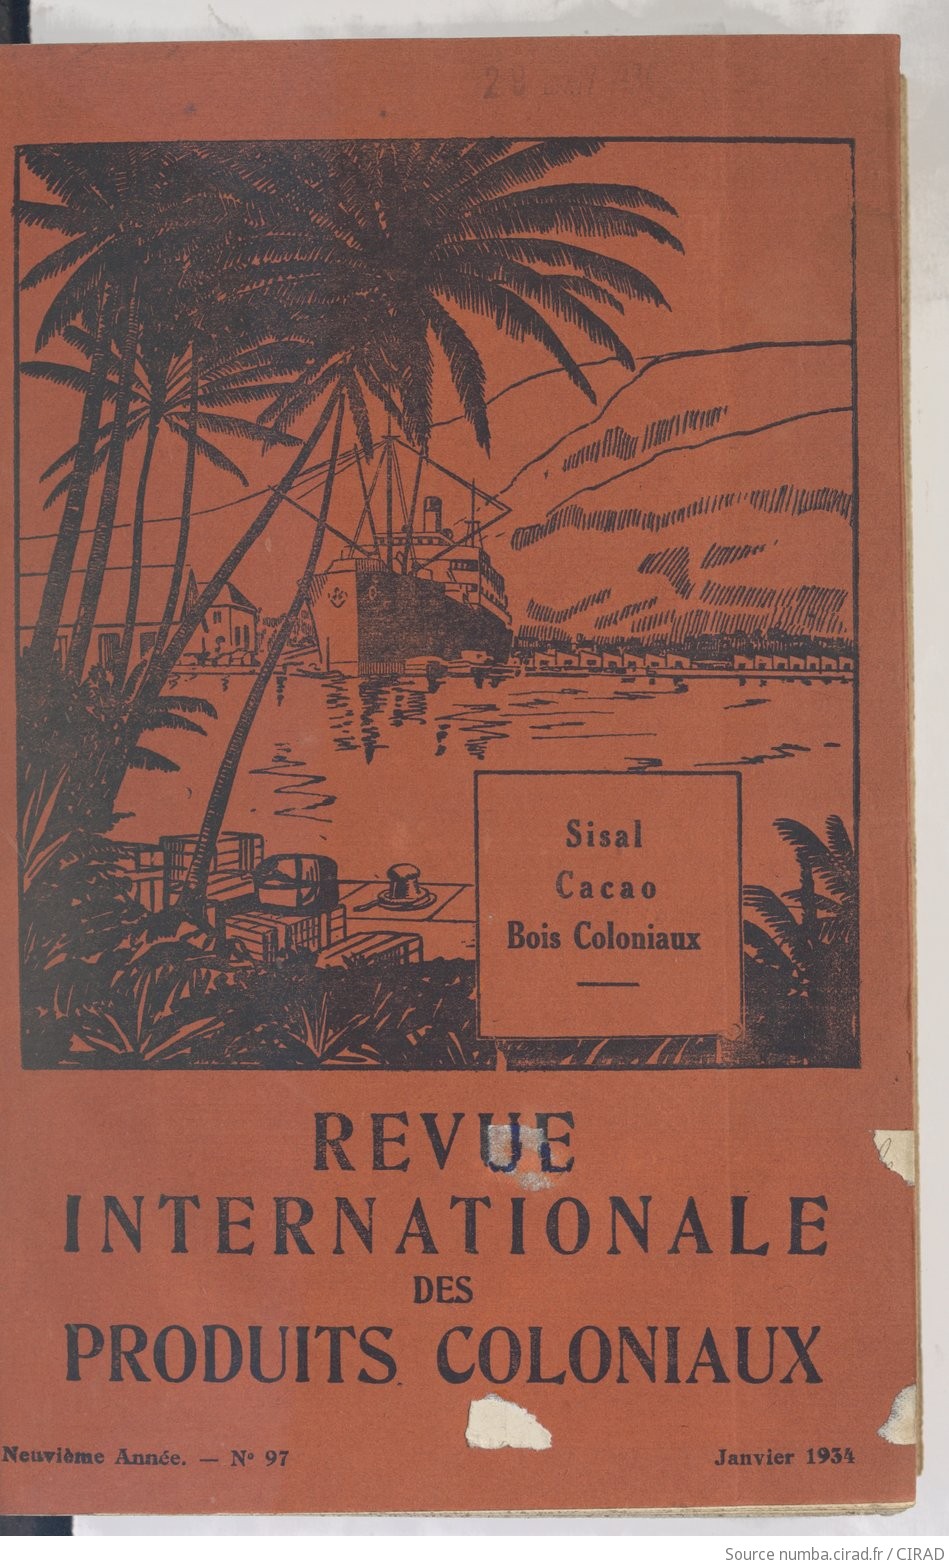 Sisal
Cacao
Bois Coloniaux
REVUE
INTERNATIONALE
DES
PRODUITS COLONIAUX
Neuvième Année. — Nº 97
Janvier 1934
Source numba.cirad.fr / CIRAD